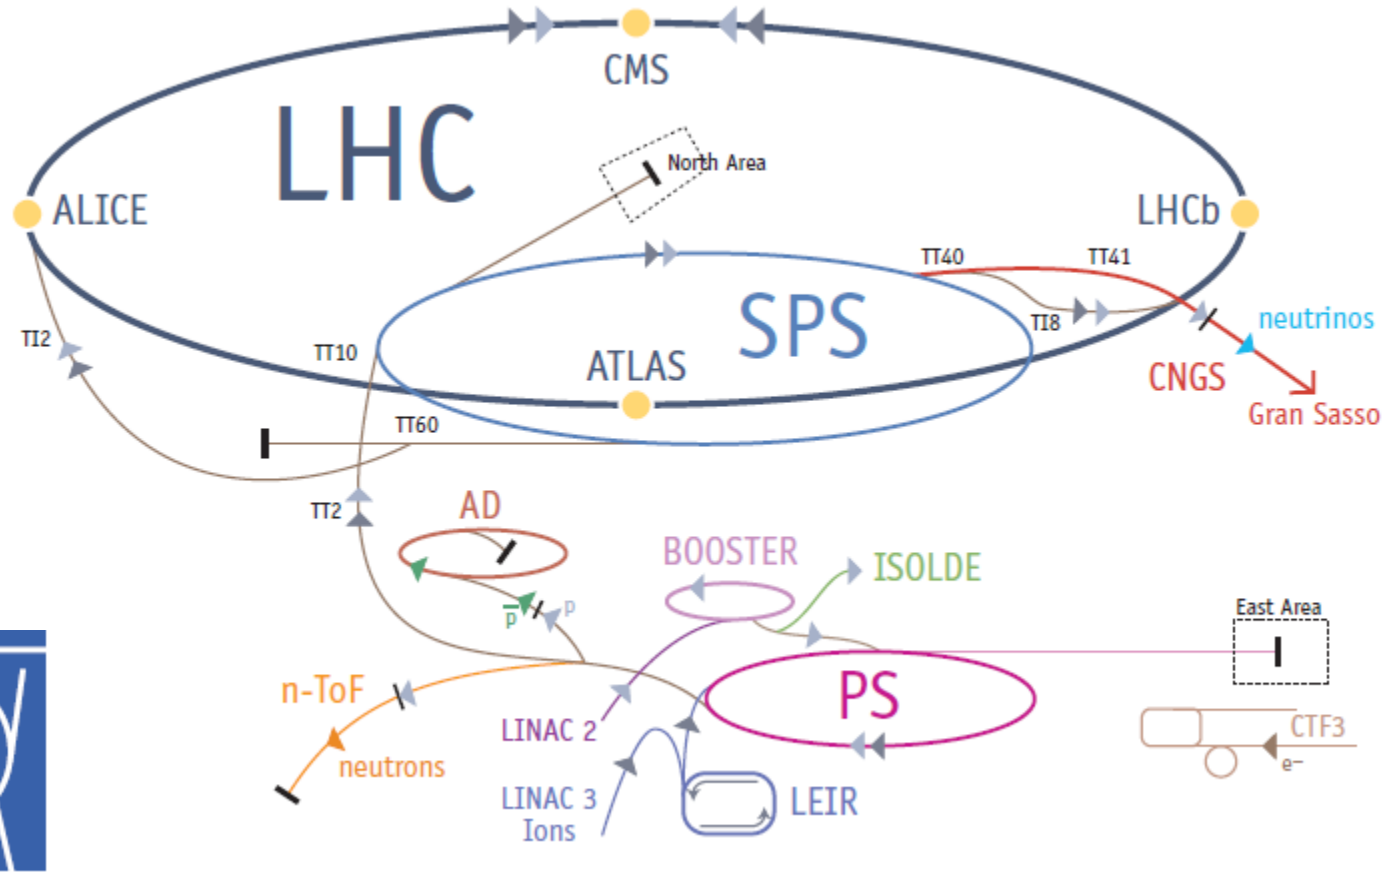 CMS
LHC
North Area
ALICE
LHCb
TT40
TT41
SPS
TI8
neutrinos
TI2
TT10
ATLAS
CNGS
Gran Sasso
TT60
AD
TT2
BOOSTER
ISOLDE
p̅
p
East Area
n-ToF
PS
LINAC 2
CTF3
neutrons
e−
LINAC 3
Ions
LEIR